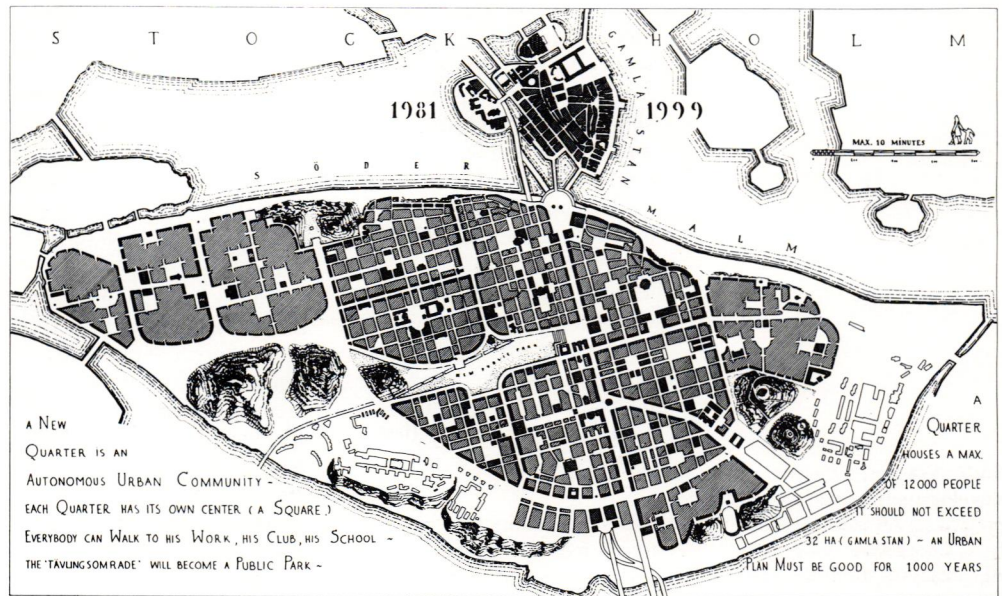 STOCKHOLM
GAMLA STAN
1981
1999
MAX. 10 MINUTES
SÖDER
MALM
NEW PUBLIC PARK
A NEW
QUARTER IS AN
AUTONOMOUS URBAN COMMUNITY -
EACH QUARTER HAS ITS OWN CENTER (A SQUARE.)
EVERYBODY CAN WALK TO HIS WORK, HIS CLUB, HIS SCHOOL -
THE 'TÄVLINGSOMRADE' WILL BECOME A PUBLIC PARK -
A
QUARTER
HOUSES A MAX.
OF 12000 PEOPLE
IT SHOULD NOT EXCEED
32 HA (GAMLA STAN) - AN URBAN
PLAN MUST BE GOOD FOR 1000 YEARS